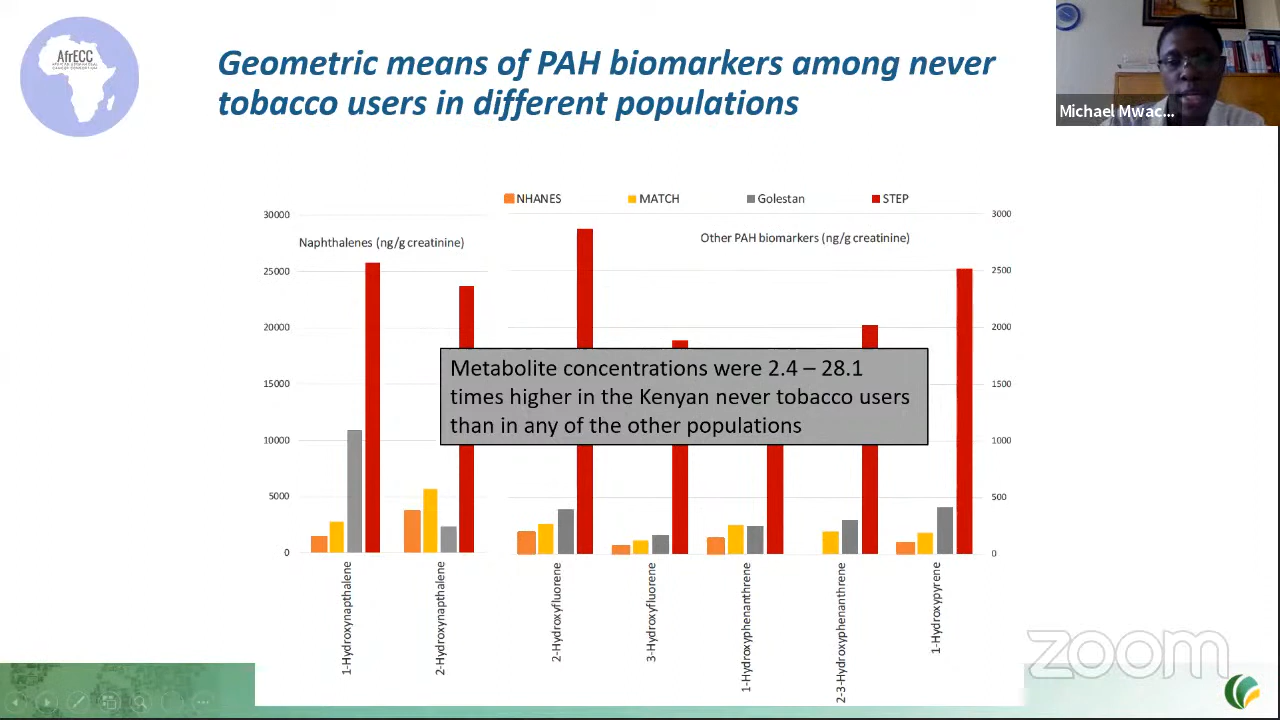 AfrECC
Geometric means of PAH biomarkers among never
tobacco users in different populations
Michael Mwac...
NHANES
MATCH
Golestan
STEP
30000
25000
20000
15000
10000
5000
0
Naphthalenes (ng/g creatinine)
Other PAH biomarkers (ng/g creatinine)
3000
2500
2000
1500
1000
500
0
Metabolite concentrations were 2.4 – 28.1
times higher in the Kenyan never tobacco users
than in any of the other populations
1-Hydroxynapthalene
2-Hydroxynapthalene
2-Hydroxyfluorene
3-Hydroxyfluorene
1-Hydroxyphenanthrene
2-3-Hydroxyphenanthrene
1-Hydroxypyrene
zoom